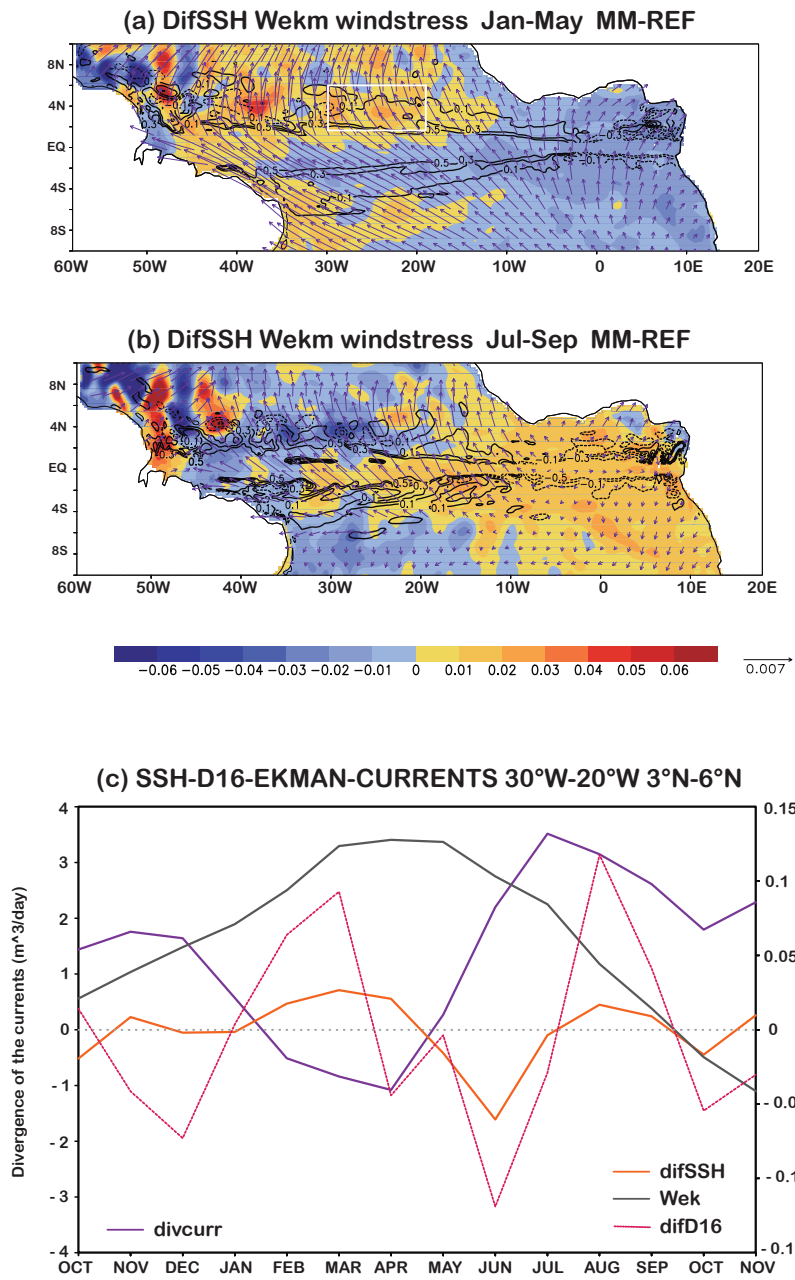 (a) DifSSH Wekm windstress Jan-May MM-REF
8N
4N
EQ
4S
8S
60W 50W 40W 30W 20W 10W 0 10E 20E
(b) DifSSH Wekm windstress Jul-Sep MM-REF
8N
4N
EQ
4S
8S
60W 50W 40W 30W 20W 10W 0 10E 20E
−0.06 −0.05 −0.04 −0.03 −0.02 −0.01 0 0.01 0.02 0.03 0.04 0.05 0.06
0.007
(c) SSH-D16-EKMAN-CURRENTS 30°W-20°W 3°N-6°N
Divergence of the currents (m^3/day)
4
3
2
1
0
- 1
- 2
- 3
- 4
0.15
0.1
0.05
0
- 0.0
- 0.1
- 0.1
difSSH
Wek
difD16
divcurr
OCT NOV DEC JAN FEB MAR APR MAY JUN JUL AUG SEP OCT NOV